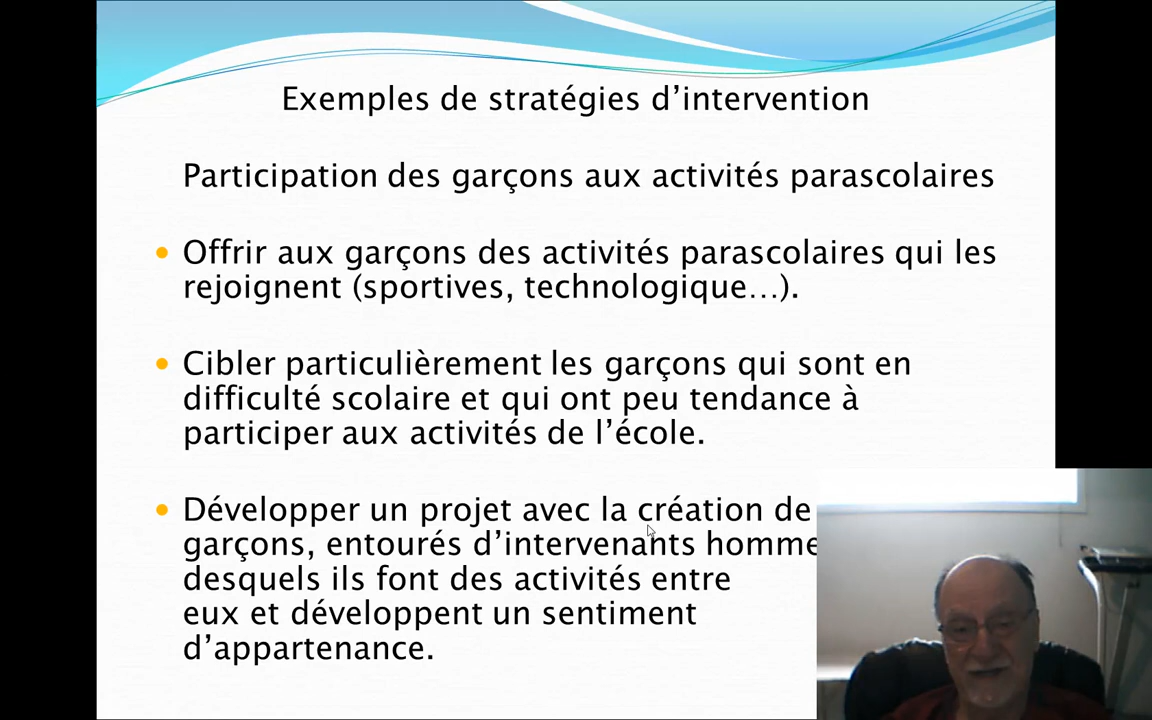 Exemples de stratégies d’intervention
Participation des garçons aux activités parascolaires
Offrir aux garçons des activités parascolaires qui les
rejoignent (sportives, technologique…).
Cibler particulièrement les garçons qui sont en
difficulté scolaire et qui ont peu tendance à
participer aux activités de l’école.
Développer un projet avec la création de
garçons, entourés d’intervenants homme
desquels ils font des activités entre
eux et développent un sentiment
d’appartenance.